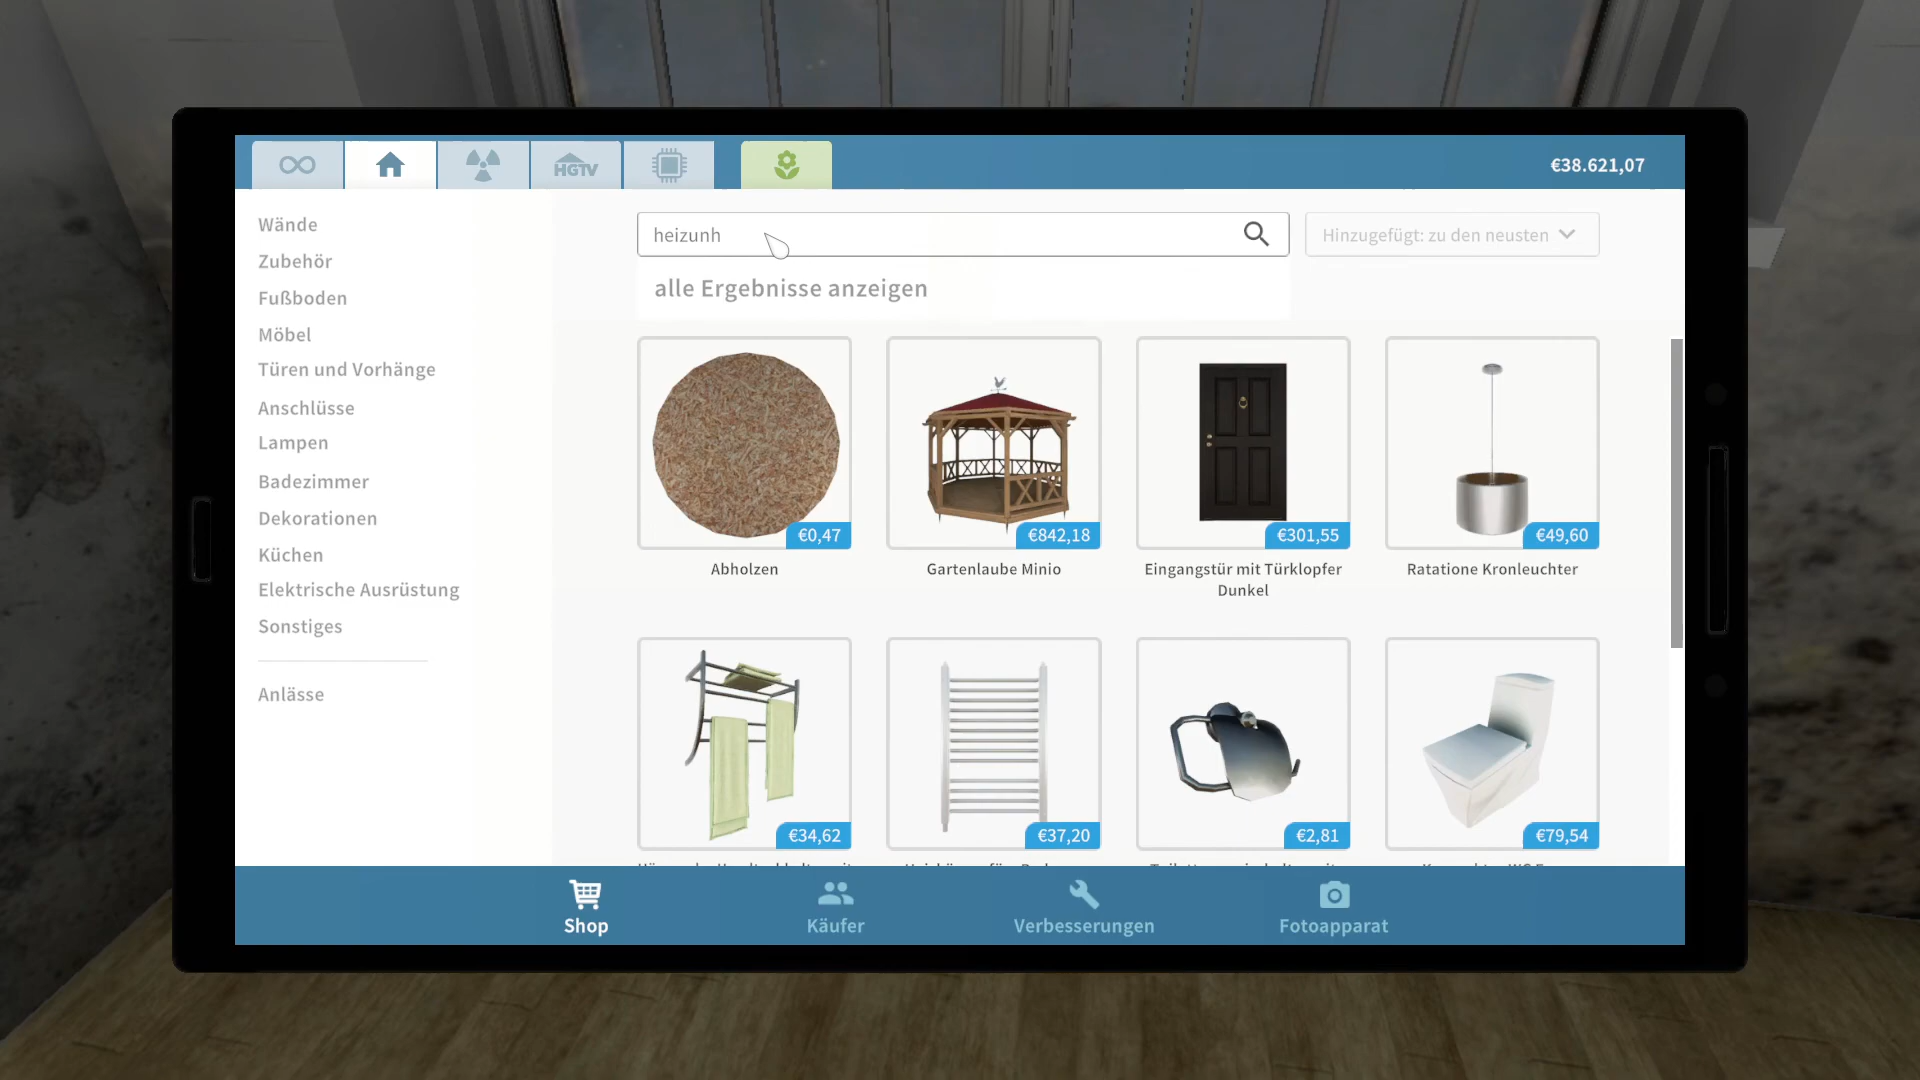 HGTV
€38.621,07
Wände
Zubehör
Fußboden
Möbel
Türen und Vorhänge
Anschlüsse
Lampen
Badezimmer
Dekorationen
Küchen
Elektrische Ausrüstung
Sonstiges
Anlässe
heizunh
Hinzugefügt: zu den neusten
alle Ergebnisse anzeigen
€0,47
€842,18
€301,55
€49,60
Abholzen
Gartenlaube Minio
Eingangstür mit Türklopfer
Dunkel
Ratatione Kronleuchter
€34,62
€37,20
€2,81
€79,54
Shop
Käufer
Verbesserungen
Fotoapparat